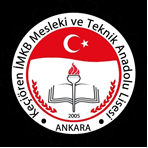 Keçiören İMKB Mesleki ve Teknik Anadolu Lisesi
2005
· ANKARA ·